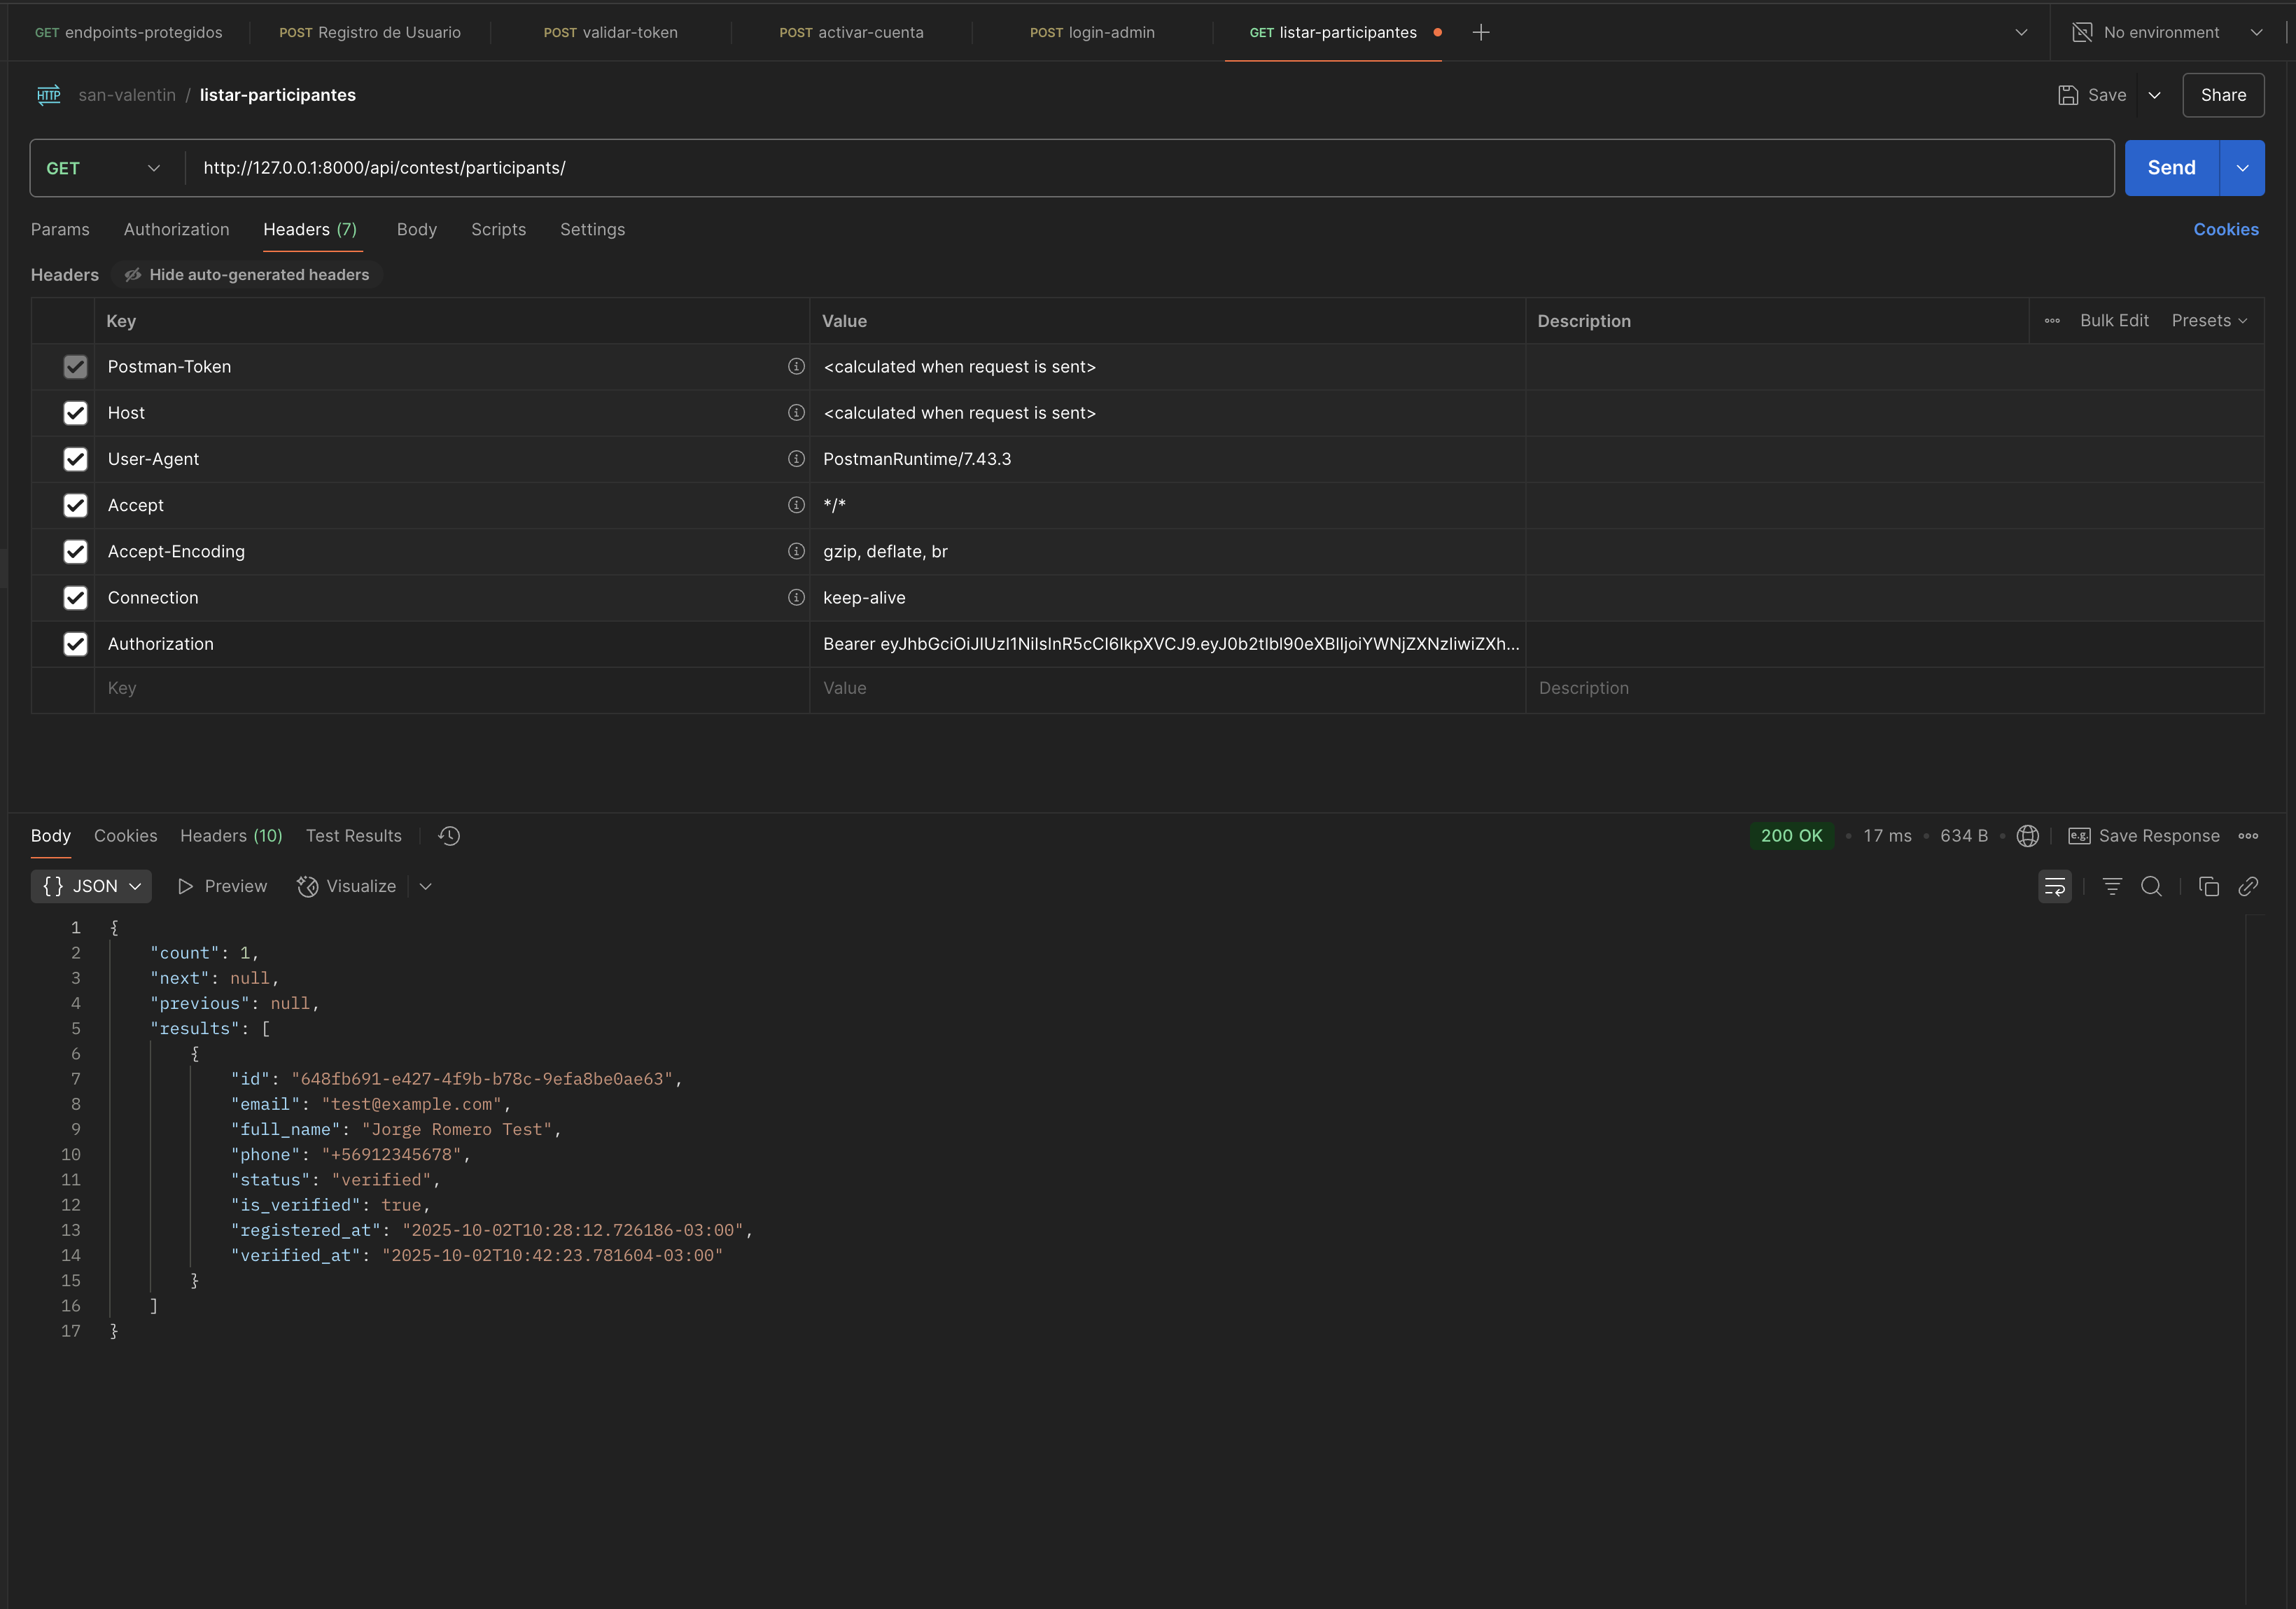 GET endpoints-protegidos POST Registro de Usuario POST validar-token POST activar-cuenta POST login-admin GET listar-participantes No environment
HTTP san-valentin / listar-participantes Save Share
GET http://127.0.0.1:8000/api/contest/participants/ Send
Params Authorization Headers (7) Body Scripts Settings Cookies
Headers Hide auto-generated headers
Key Value Description Bulk Edit Presets
Postman-Token <calculated when request is sent>
Host <calculated when request is sent>
User-Agent PostmanRuntime/7.43.3
Accept */*
Accept-Encoding gzip, deflate, br
Connection keep-alive
Authorization Bearer eyJhbGciOiJIUzI1NiIsInR5cCI6IkpXVCJ9.eyJ0b2tlbl90eXBlIjoiYWNjZXNzIiwiZXh...
Key Value Description
Body Cookies Headers (10) Test Results 200 OK • 17 ms • 634 B • e.g. Save Response
{} JSON Preview Visualize
1 {
2 "count": 1,
3 "next": null,
4 "previous": null,
5 "results": [
6 {
7 "id": "648fb691-e427-4f9b-b78c-9efa8be0ae63",
8 "email": "test@example.com",
9 "full_name": "Jorge Romero Test",
10 "phone": "+56912345678",
11 "status": "verified",
12 "is_verified": true,
13 "registered_at": "2025-10-02T10:28:12.726186-03:00",
14 "verified_at": "2025-10-02T10:42:23.781604-03:00"
15 }
16 ]
17 }